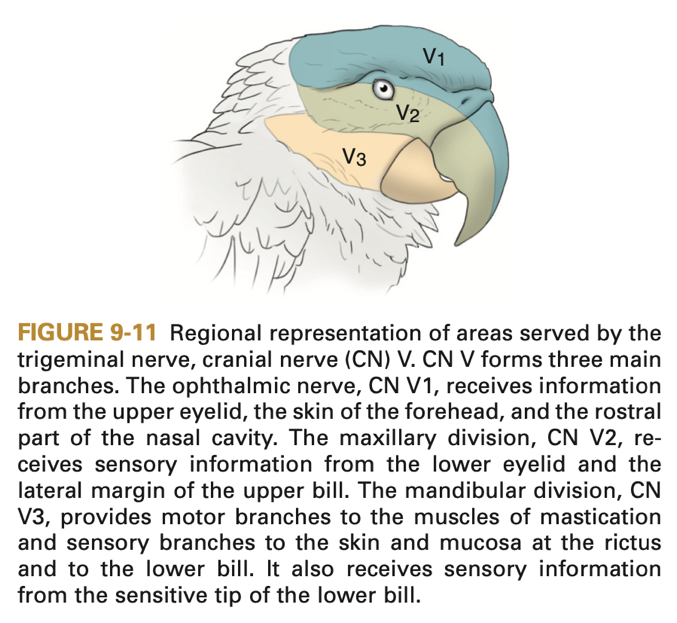 V1
V2
V3
FIGURE 9-11 Regional representation of areas served by the
trigeminal nerve, cranial nerve (CN) V. CN V forms three main
branches. The ophthalmic nerve, CN V1, receives information
from the upper eyelid, the skin of the forehead, and the rostral
part of the nasal cavity. The maxillary division, CN V2, re-
ceives sensory information from the lower eyelid and the
lateral margin of the upper bill. The mandibular division, CN
V3, provides motor branches to the muscles of mastication
and sensory branches to the skin and mucosa at the rictus
and to the lower bill. It also receives sensory information
from the sensitive tip of the lower bill.